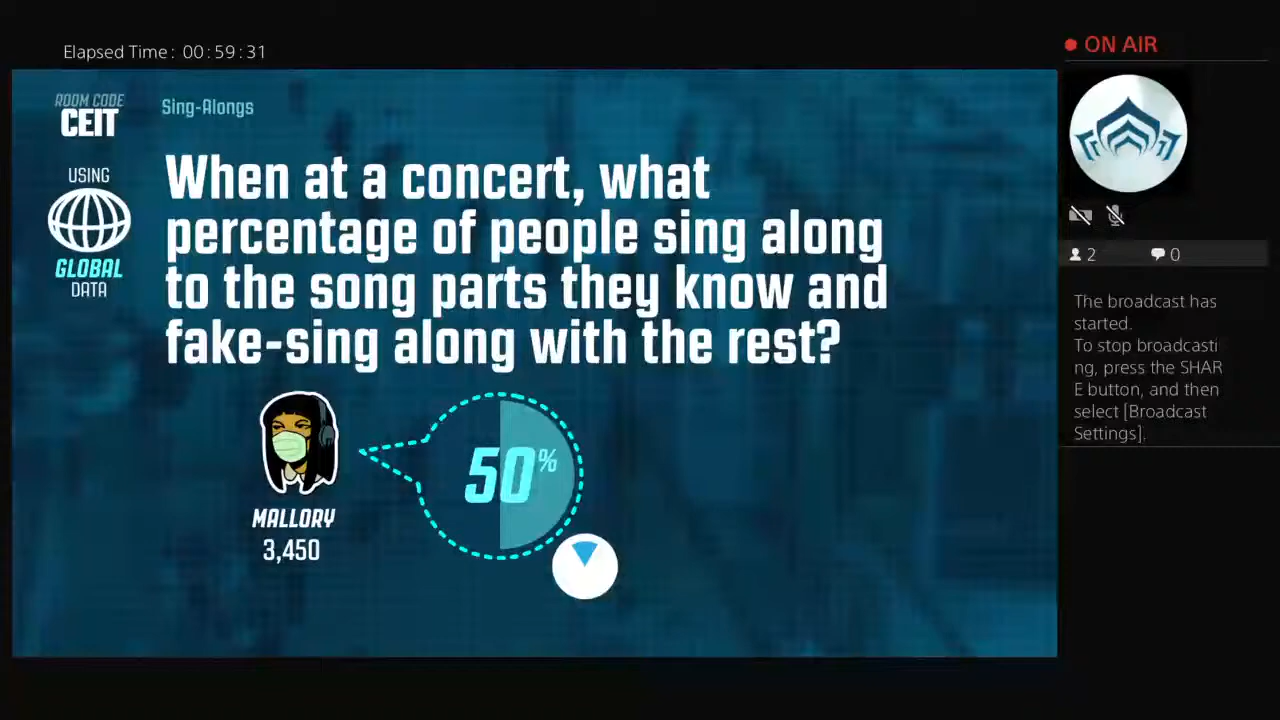 Elapsed Time: 00:59:31
ON AIR
ROOM CODE
CEIT
Sing-Alongs
USING
GLOBAL
DATA
When at a concert, what
percentage of people sing along
to the song parts they know and
fake-sing along with the rest?
50%
MALLORY
3,450
2
0
The broadcast has
started.
To stop broadcasti
ng, press the SHAR
E button, and then
select [Broadcast
Settings].